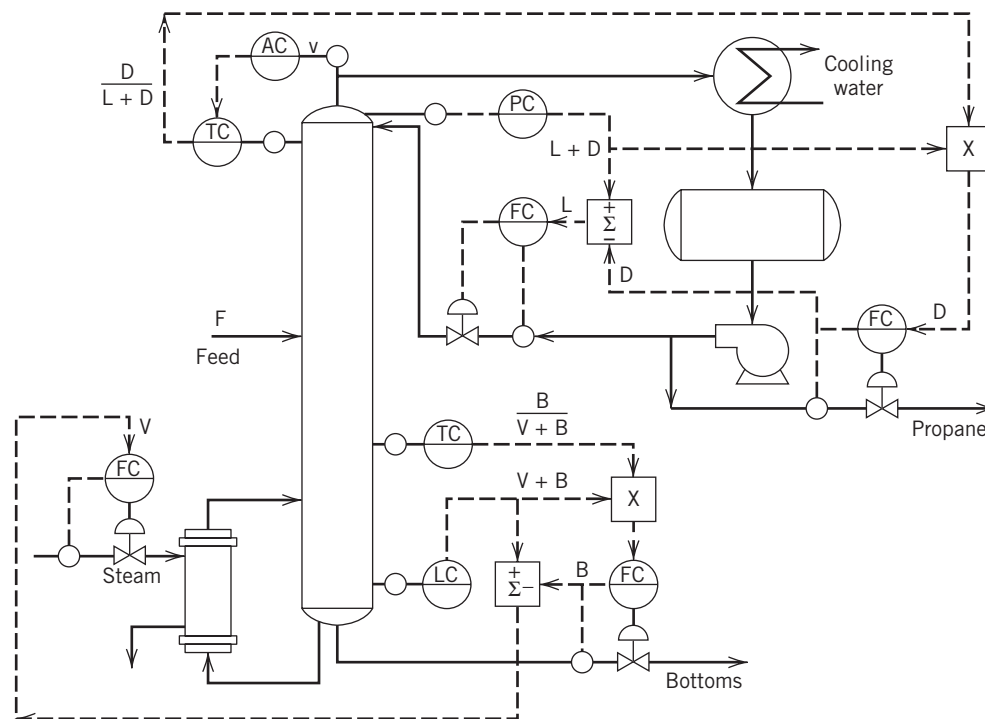 AC
v
D
L + D
TC
PC
Cooling
water
L + D
X
FC
L
+
Σ
−
D
F
Feed
FC
D
Propane
TC
B
V + B
V
FC
V + B
X
Steam
LC
+
Σ−
B
FC
Bottoms